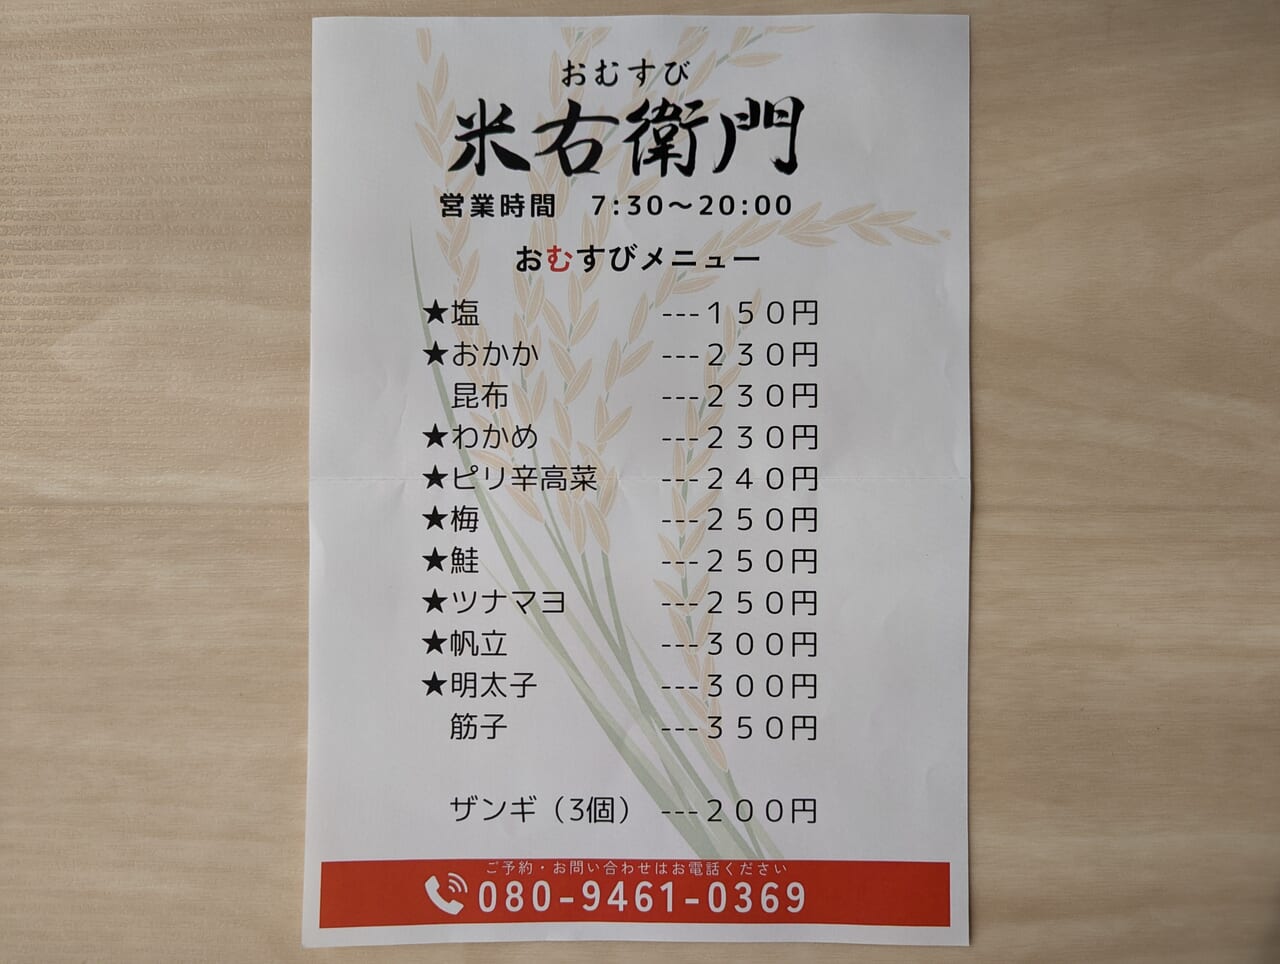 おむすび
米右衛門
営業時間　7:30～20:00
おむすびメニュー
★塩　---１５０円
★おかか　---２３０円
昆布　---２３０円
★わかめ　---２３０円
★ピリ辛高菜　---２４０円
★梅　---２５０円
★鮭　---２５０円
★ツナマヨ　---２５０円
★帆立　---３００円
★明太子　---３００円
筋子　---３５０円
ザンギ（3個）　---２００円
ご予約・お問い合わせはお電話ください
080-9461-0369